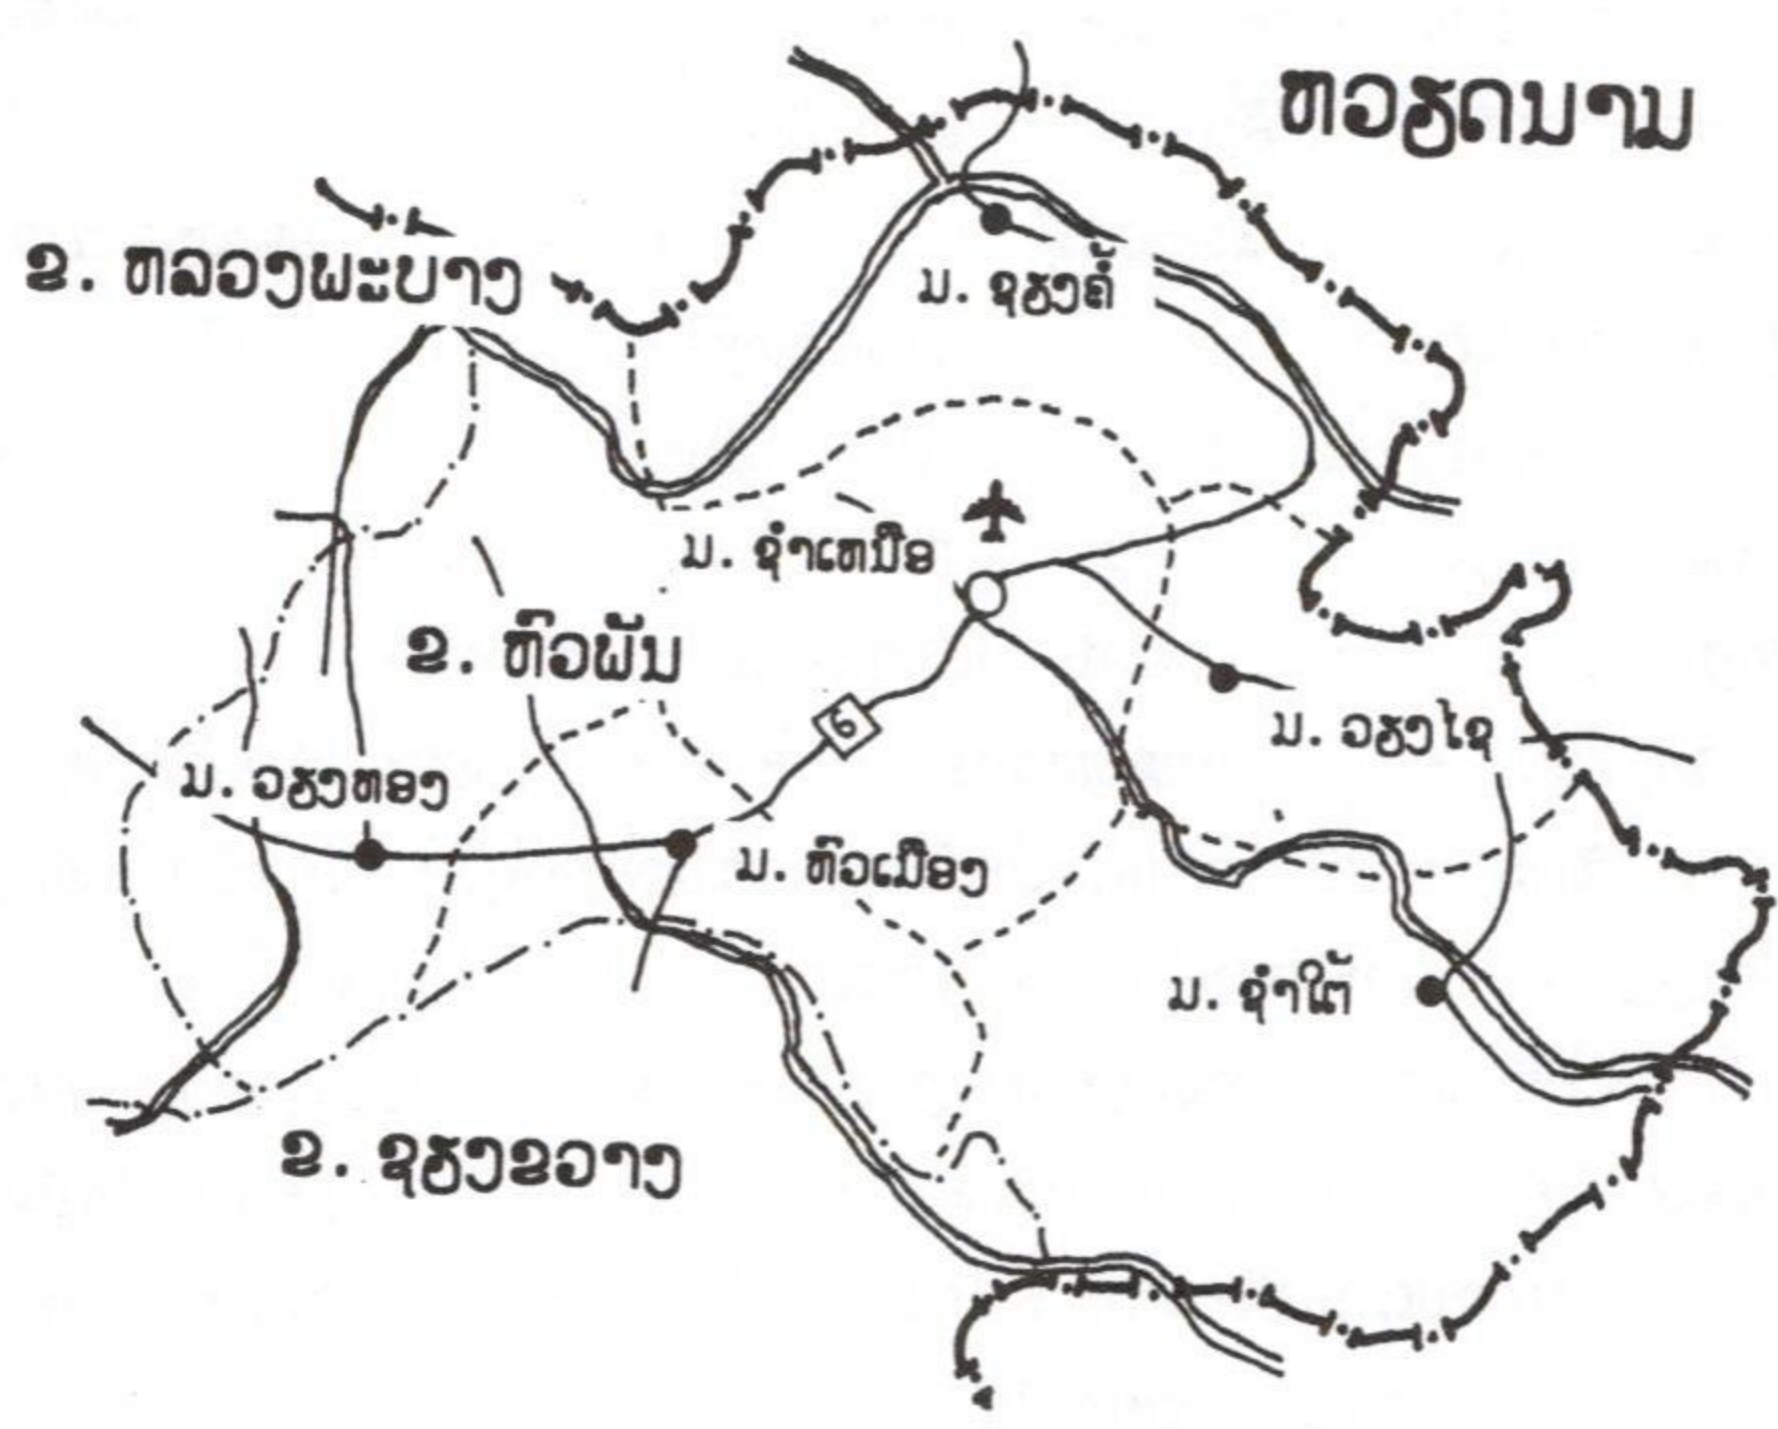 ຫວຽດນາມ
ຂ. ຫລວງພະບາງ
ມ. ຊຽງຄໍ້
ມ. ຊຳເຫນືອ
ຂ. ຫົວພັນ
6
ມ. ວຽງໄຊ
ມ. ວຽງທອງ
ມ. ຫົວເມືອງ
ມ. ຊຳໃຕ້
ຂ. ຊຽງຂວາງ